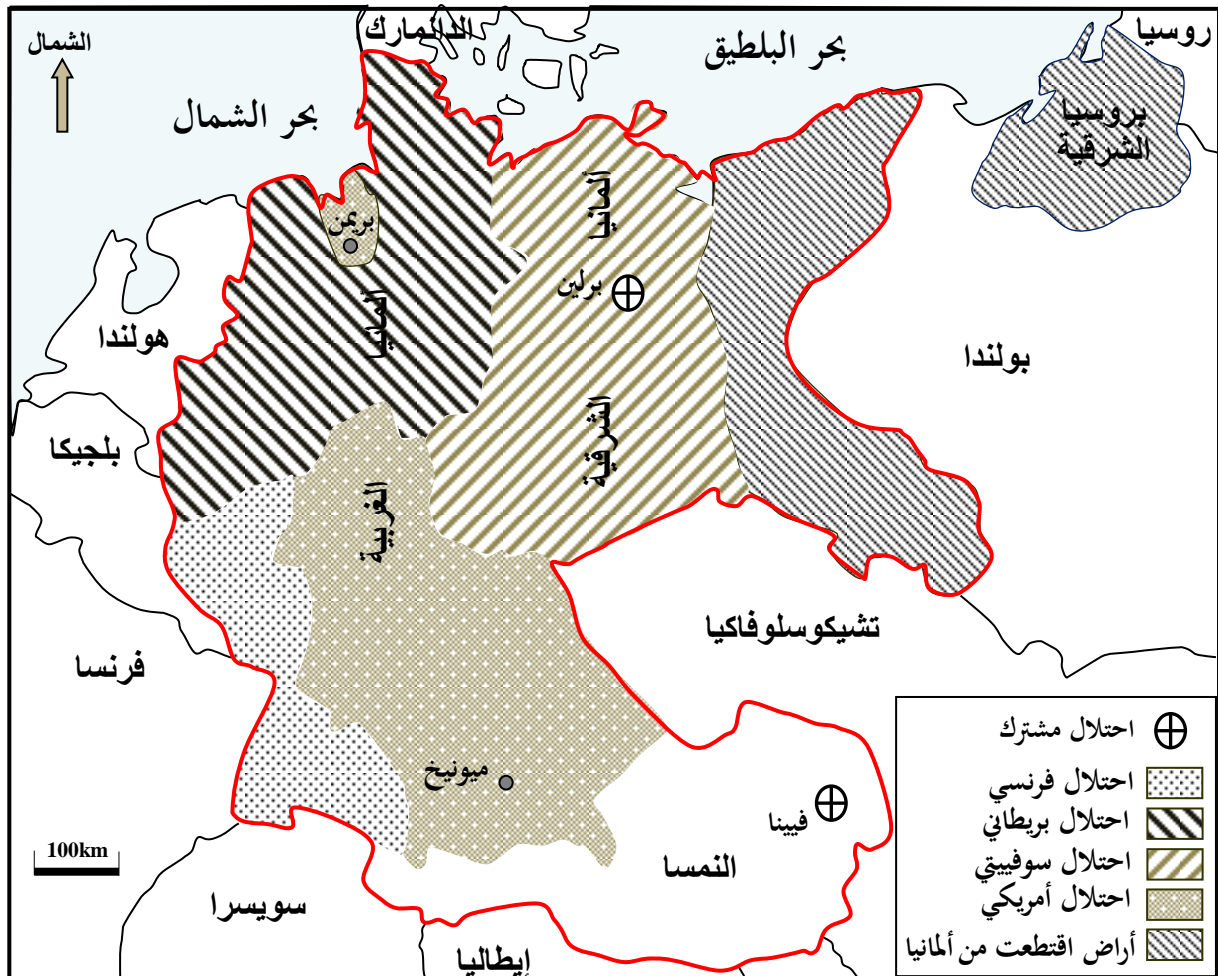 الدانمارك
بحر البلطيق
روسيا
الشمال
بحر الشمال
بروسيا
الشرقية
بريمن
ألمانيا
برلين
هولندا
ألمانيا
بولندا
بلجيكا
الشرقية
الغربية
تشيكوسلوفاكيا
فرنسا
ميونيخ
فيينا
النمسا
100km
سويسرا
إيطاليا
احتلال مشترك
احتلال فرنسي
احتلال بريطاني
احتلال سوفييتي
احتلال أمريكي
أراض اقتطعت من ألمانيا